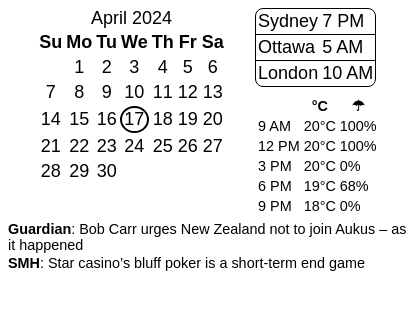 April 2024
Su Mo Tu We Th Fr Sa
1 2 3 4 5 6
7 8 9 10 11 12 13
14 15 16 17 18 19 20
21 22 23 24 25 26 27
28 29 30
Sydney 7 PM
Ottawa 5 AM
London 10 AM
°C ☂
9 AM 20°C 100%
12 PM 20°C 100%
3 PM 20°C 0%
6 PM 19°C 68%
9 PM 18°C 0%
Guardian: Bob Carr urges New Zealand not to join Aukus – as
it happened
SMH: Star casino’s bluff poker is a short-term end game